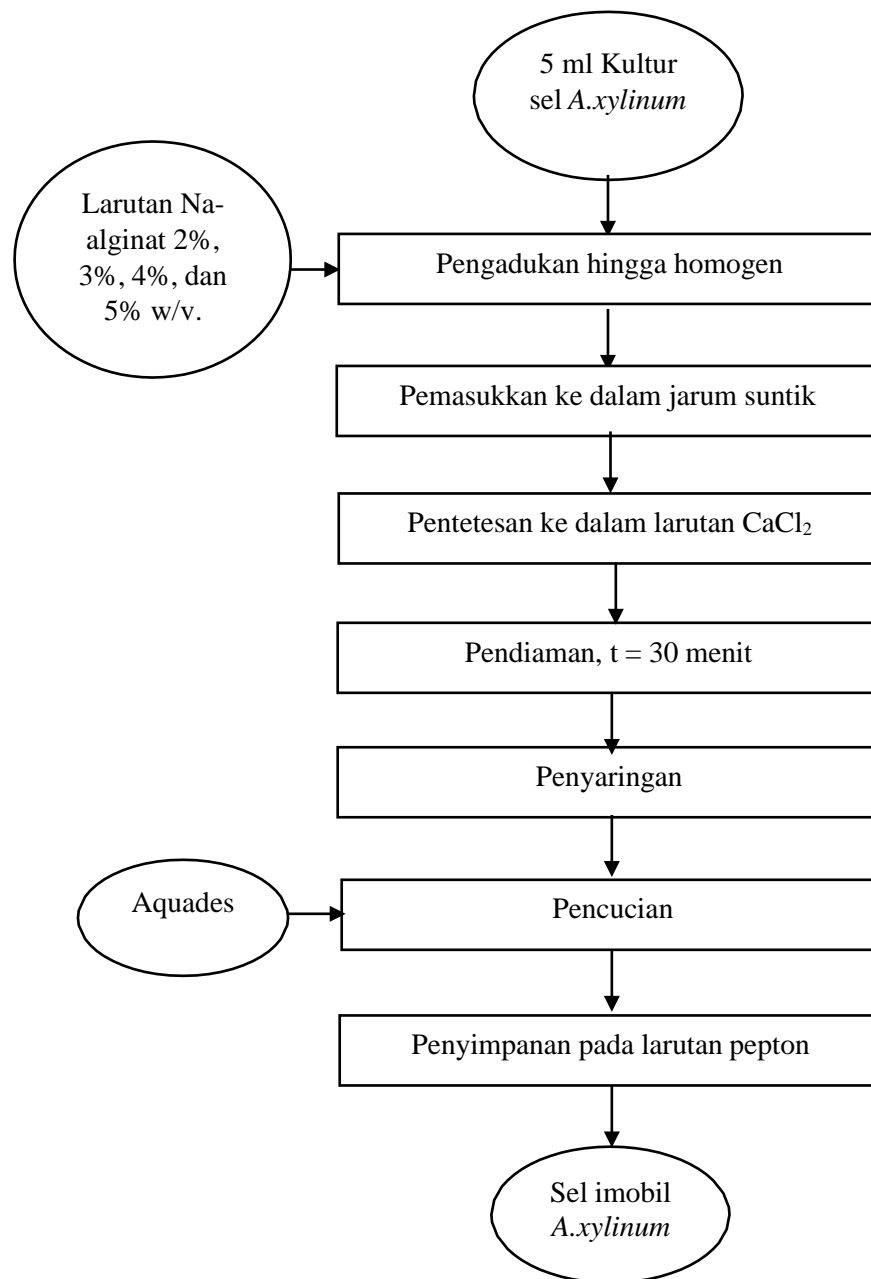 5 ml Kultur
sel A.xylinum
Larutan Na-
alginat 2%,
3%, 4%, dan
5% w/v.
Pengadukan hingga homogen
Pemasukkan ke dalam jarum suntik
Pentetesan ke dalam larutan CaCl₂
Pendiaman, t = 30 menit
Penyaringan
Aquades
Pencucian
Penyimpanan pada larutan pepton
Sel imobil
A.xylinum